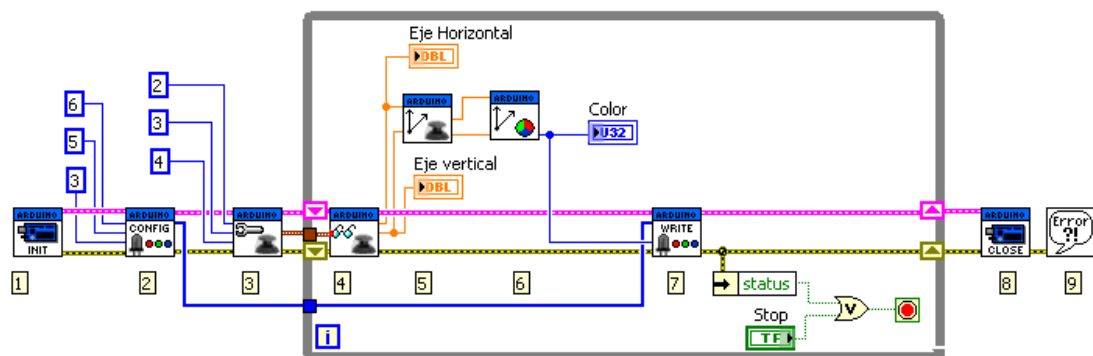 Eje Horizontal
DBL
2
6
3
ARDUINO
ARDUINO
Color
5
4
U32
3
Eje vertical
DBL
ARDUINO
INIT
ARDUINO
CONFIG
ARDUINO
ARDUINO
ARDUINO
WRITE
ARDUINO
CLOSE
Error
?!
1
2
3
4
5
6
7
8
9
status
i
Stop
V
TF